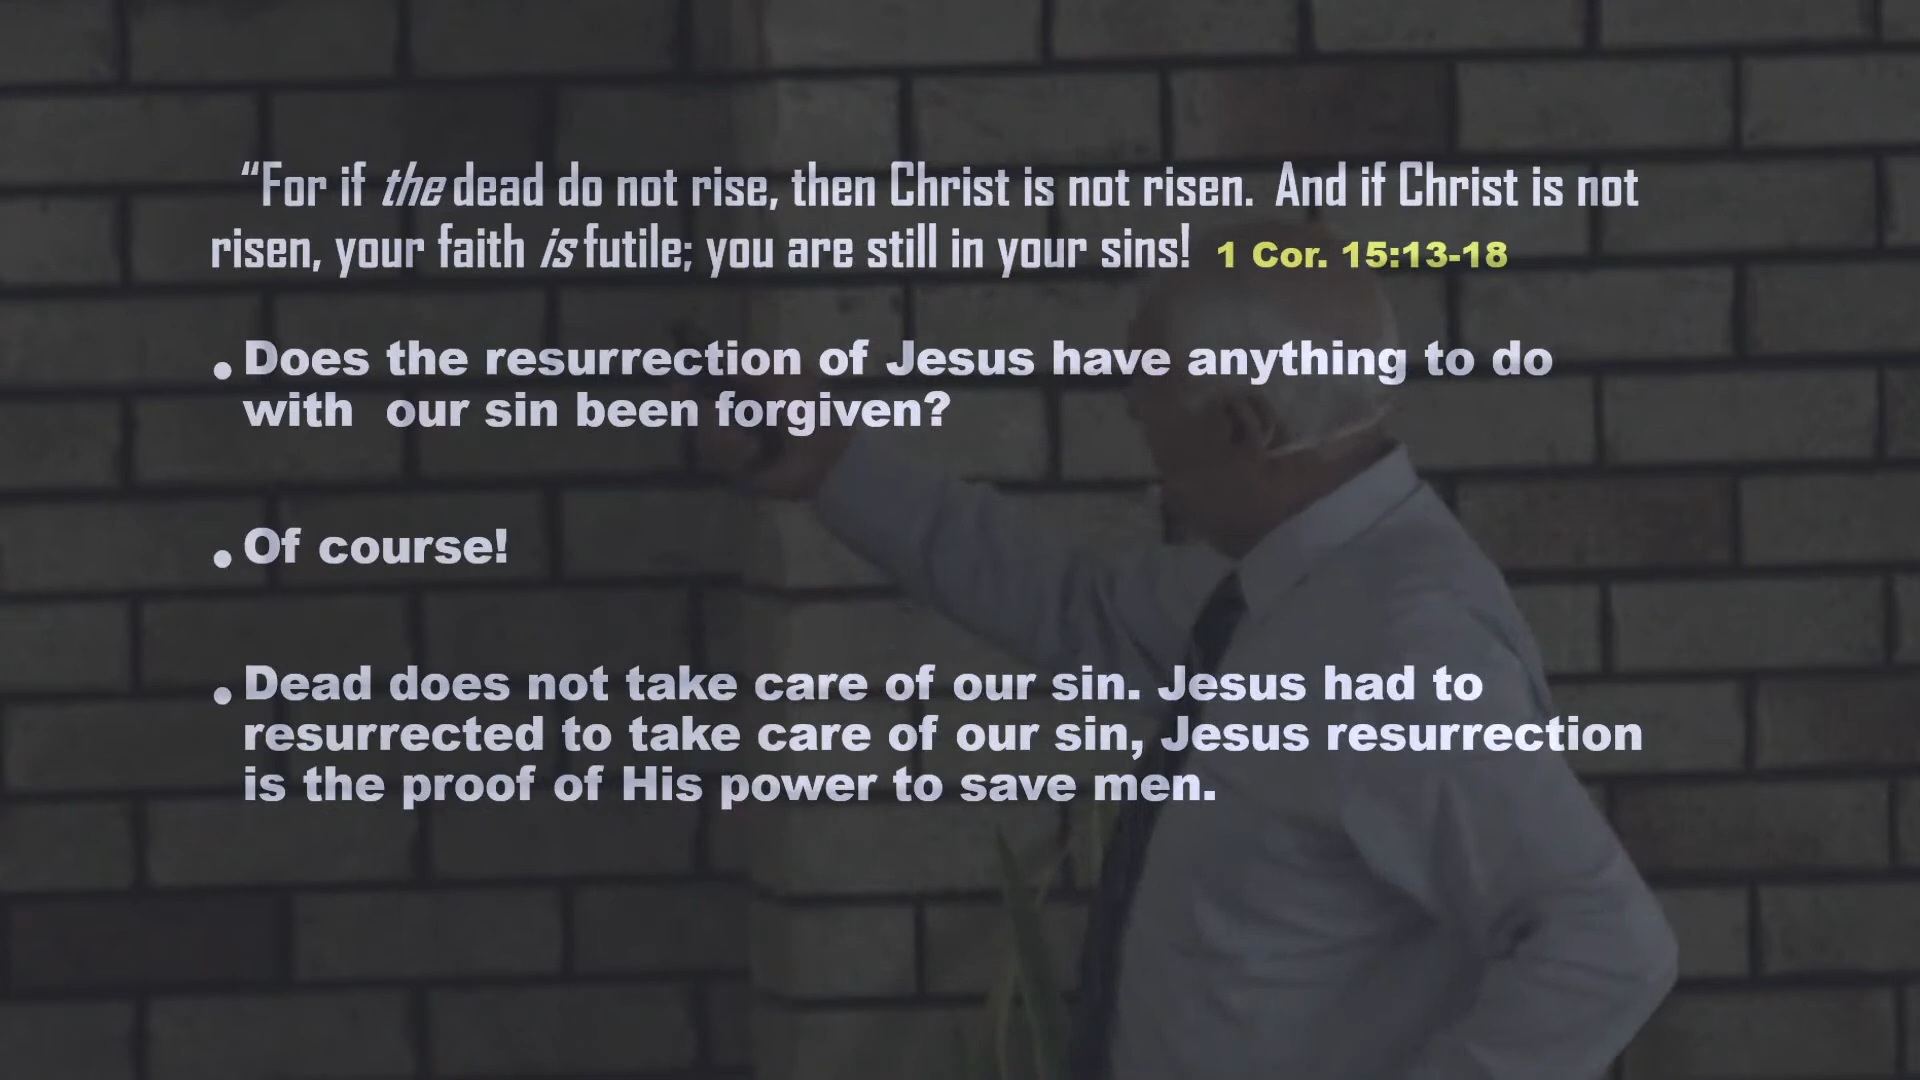 “For if the dead do not rise, then Christ is not risen. And if Christ is not
risen, your faith is futile; you are still in your sins! 1 Cor. 15:13-18
• Does the resurrection of Jesus have anything to do
with our sin been forgiven?
• Of course!
• Dead does not take care of our sin. Jesus had to
resurrected to take care of our sin, Jesus resurrection
is the proof of His power to save men.